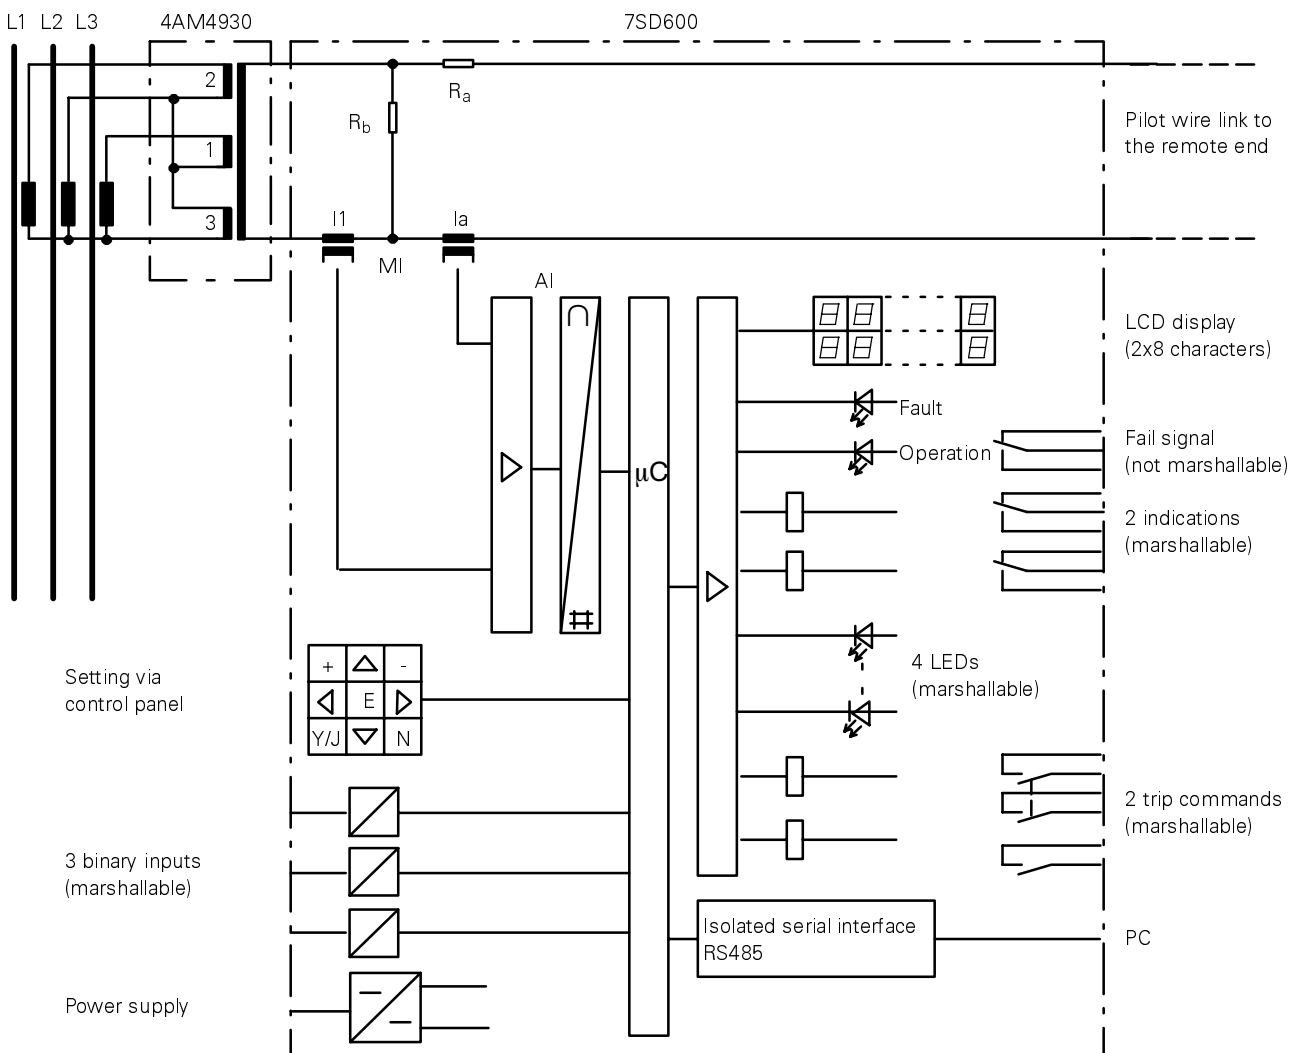 L1 L2 L3 4AM4930 7SD600
2
Ra
Rb
1
Pilot wire link to
the remote end
3
I1 Ia
MI
AI
LCD display
(2x8 characters)
Fault
Operation
Fail signal
(not marshallable)
µC
2 indications
(marshallable)
+ -
E
Y/J N
Setting via
control panel
4 LEDs
(marshallable)
2 trip commands
(marshallable)
3 binary inputs
(marshallable)
Isolated serial interface
RS485
PC
Power supply